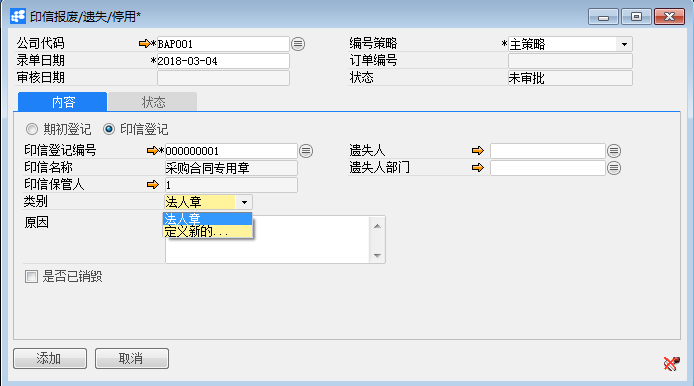 印信报废/遗失/停用*
公司代码 *BAP001 编号策略 *主策略
录单日期 *2018-03-04 订单编号
审核日期 状态 未审批
内容 状态
期初登记 印信登记
印信登记编号 *000000001 遗失人
印信名称 采购合同专用章 遗失人部门
印信保管人 1
类别 法人章
法人章
原因 定义新的...
是否已销毁
添加 取消